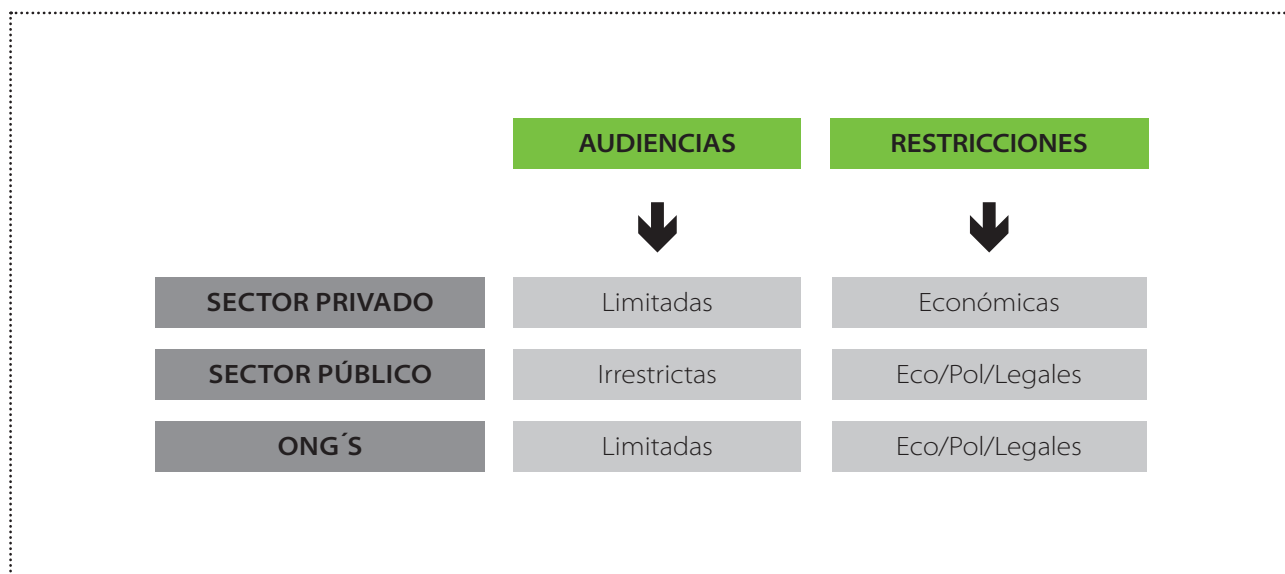 AUDIENCIAS RESTRICCIONES
SECTOR PRIVADO Limitadas Económicas
SECTOR PÚBLICO Irrestrictas Eco/Pol/Legales
ONG´S Limitadas Eco/Pol/Legales